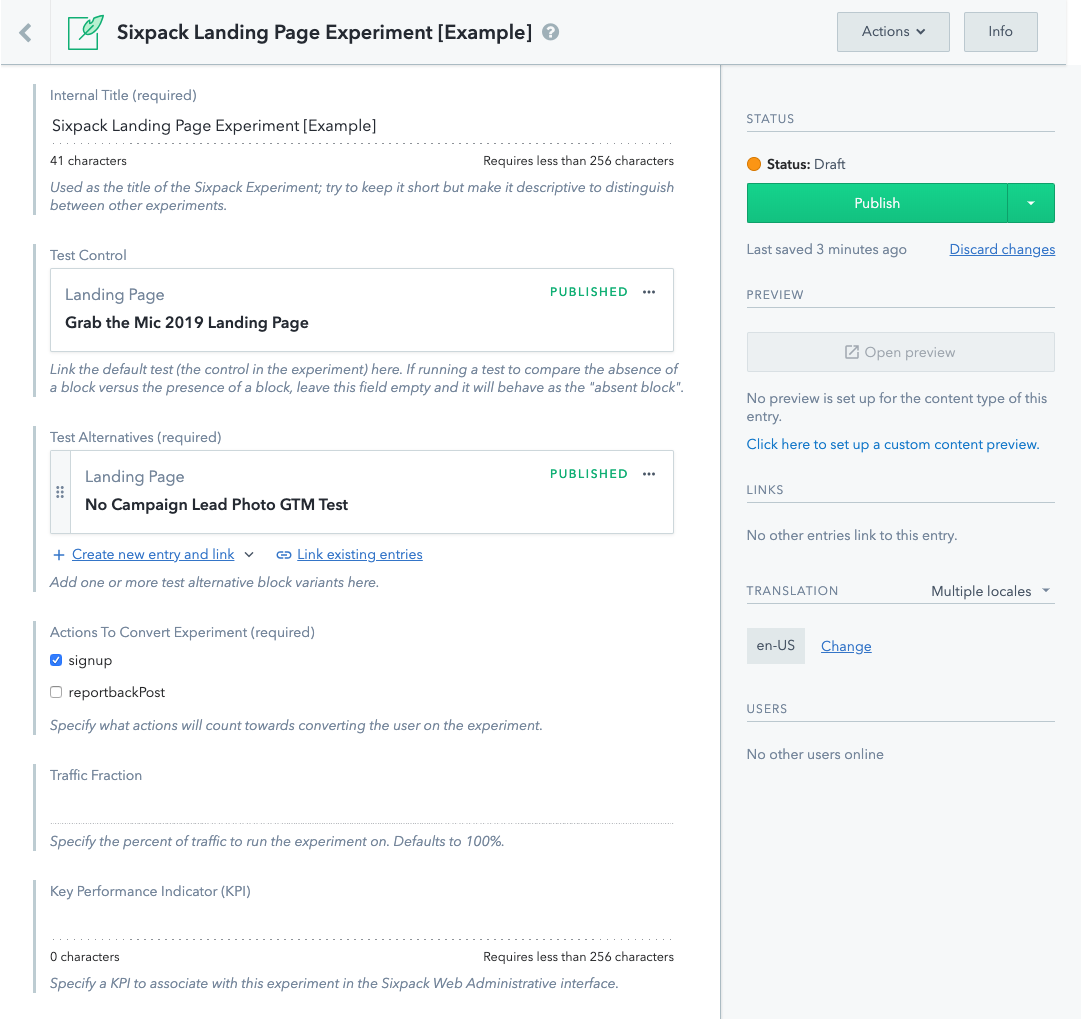 Sixpack Landing Page Experiment [Example]
Actions
Info
Internal Title (required)
Sixpack Landing Page Experiment [Example]
41 characters
Requires less than 256 characters
Used as the title of the Sixpack Experiment; try to keep it short but make it descriptive to distinguish
between other experiments.
Test Control
Landing Page
PUBLISHED
Grab the Mic 2019 Landing Page
Link the default test (the control in the experiment) here. If running a test to compare the absence of
a block versus the presence of a block, leave this field empty and it will behave as the "absent block".
Test Alternatives (required)
Landing Page
PUBLISHED
No Campaign Lead Photo GTM Test
Create new entry and link
Link existing entries
Add one or more test alternative block variants here.
Actions To Convert Experiment (required)
signup
reportbackPost
Specify what actions will count towards converting the user on the experiment.
Traffic Fraction
Specify the percent of traffic to run the experiment on. Defaults to 100%.
Key Performance Indicator (KPI)
0 characters
Requires less than 256 characters
Specify a KPI to associate with this experiment in the Sixpack Web Administrative interface.
STATUS
Status: Draft
Publish
Last saved 3 minutes ago
Discard changes
PREVIEW
Open preview
No preview is set up for the content type of this
entry.
Click here to set up a custom content preview.
LINKS
No other entries link to this entry.
TRANSLATION
Multiple locales
en-US
Change
USERS
No other users online